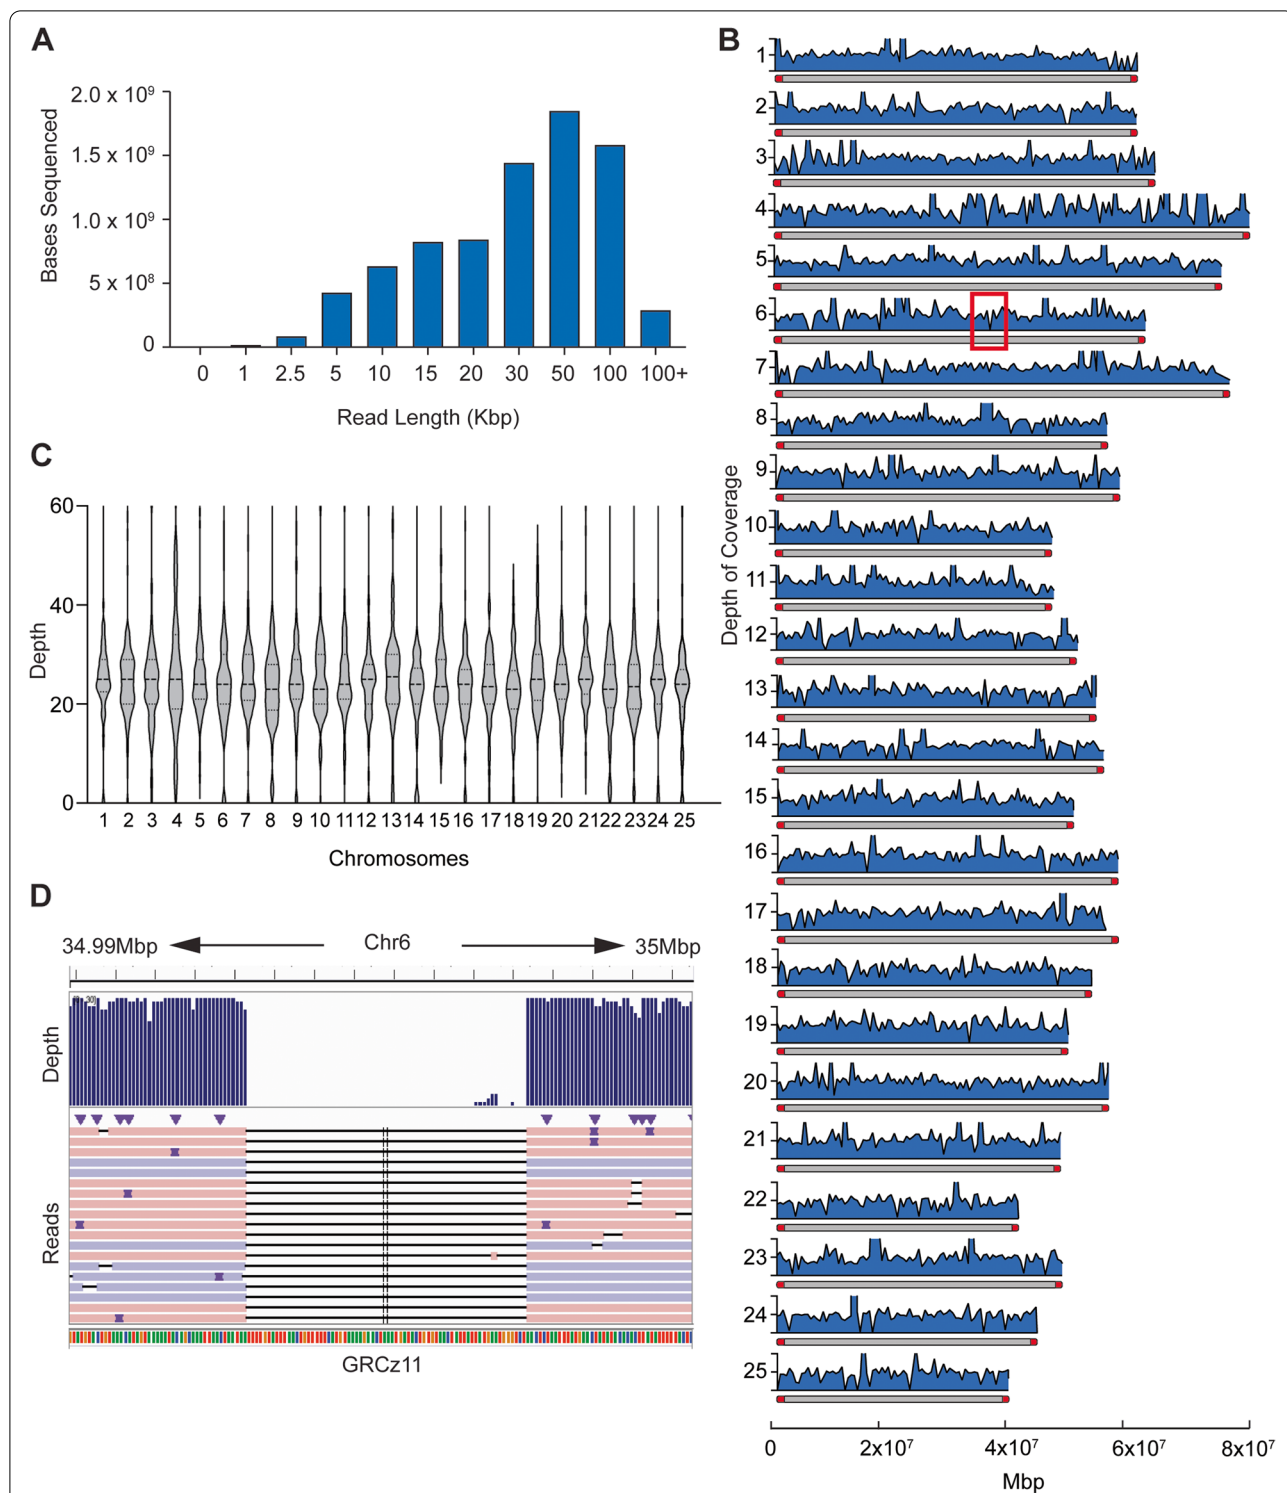 A
2.0 x 10⁹
1.5 x 10⁹
1.0 x 10⁹
5 x 10⁸
0
Bases Sequenced
0 1 2.5 5 10 15 20 30 50 100 100+
Read Length (Kbp)
B
1
2
3
4
5
6
7
8
9
10
11
12
13
14
15
16
17
18
19
20
21
22
23
24
25
Depth of Coverage
0 2x10⁷ 4x10⁷ 6x10⁷ 8x10⁷
Mbp
C
60
40
20
0
Depth
1 2 3 4 5 6 7 8 9 10 11 12 13 14 15 16 17 18 19 20 21 22 23 24 25
Chromosomes
D
34.99Mbp Chr6 35Mbp
Depth
Reads
GRCz11